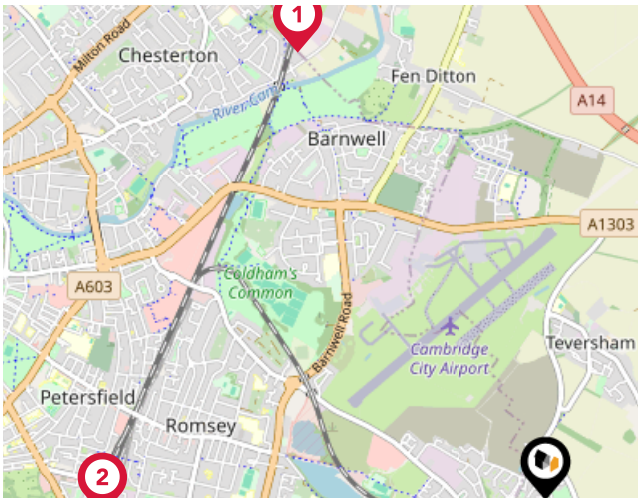 1
Milton Road
Chesterton
Fen Ditton
A14
River Cam
Barnwell
A1303
A603
Coldham's
Common
Barnwell Road
Cambridge
City Airport
Teversham
Petersfield
Romsey
2